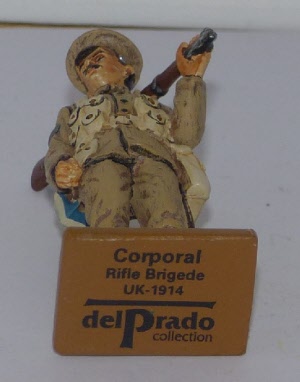 Corporal
Rifle Brigede
UK-1914
delPrado
collection